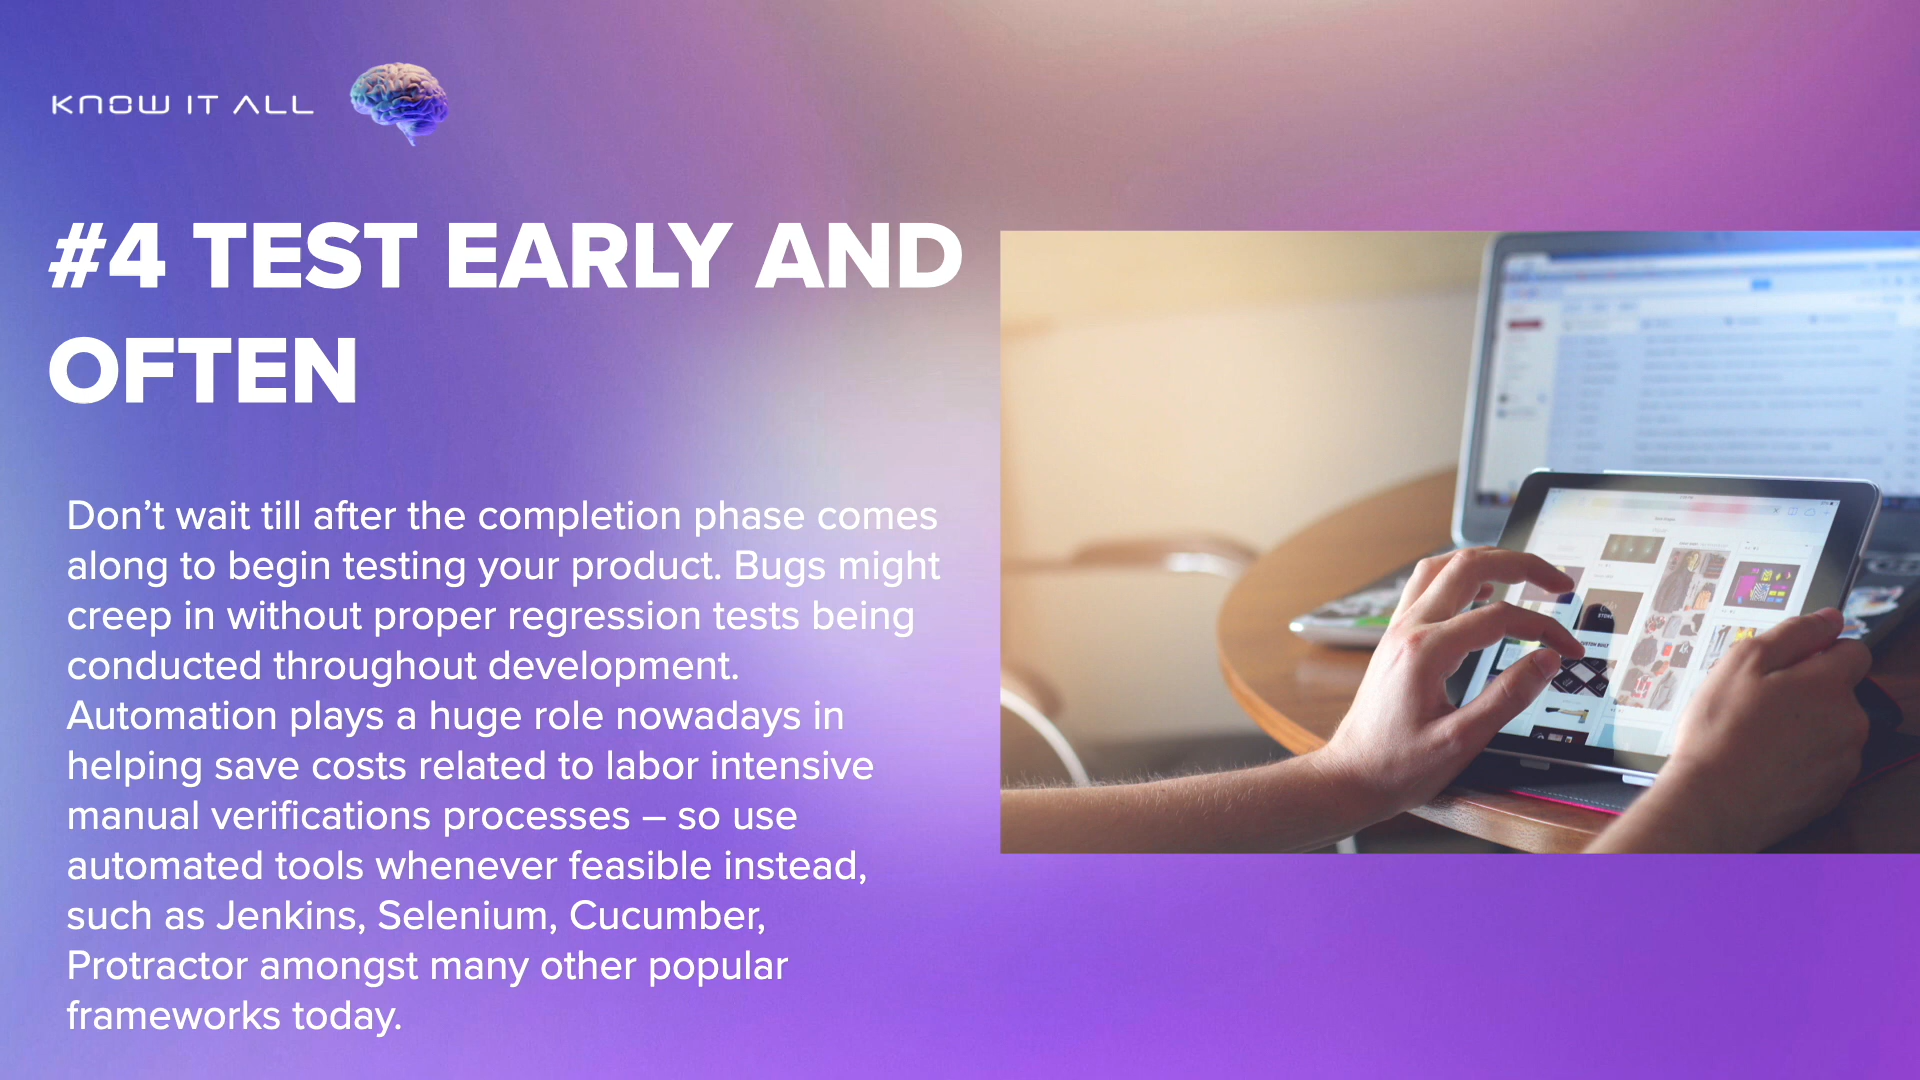 KNOW IT ALL
#4 TEST EARLY AND
OFTEN
Don’t wait till after the completion phase comes
along to begin testing your product. Bugs might
creep in without proper regression tests being
conducted throughout development.
Automation plays a huge role nowadays in
helping save costs related to labor intensive
manual verifications processes – so use
automated tools whenever feasible instead,
such as Jenkins, Selenium, Cucumber,
Protractor amongst many other popular
frameworks today.